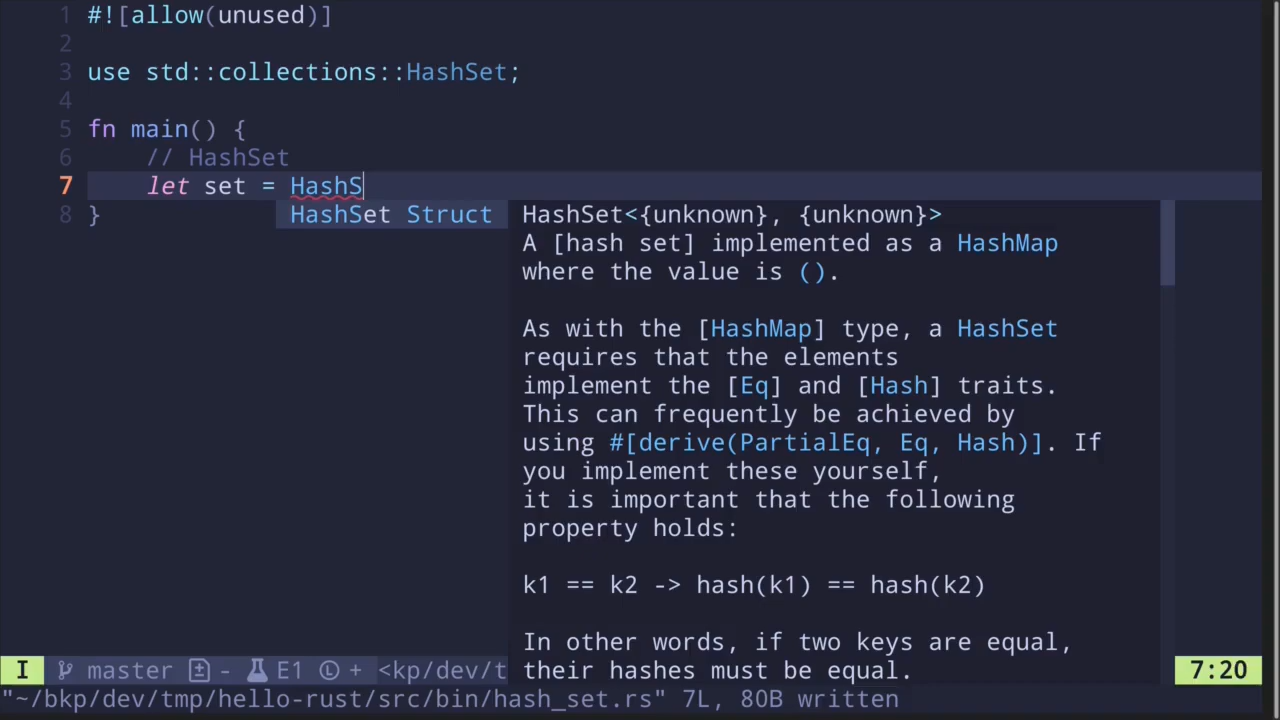 1 #![allow(unused)]
2
3 use std::collections::HashSet;
4
5 fn main() {
6     // HashSet
7     let set = HashS
8 }
HashSet Struct
HashSet<{unknown}, {unknown}>
A [hash set] implemented as a HashMap
where the value is ().
As with the [HashMap] type, a HashSet
requires that the elements
implement the [Eq] and [Hash] traits.
This can frequently be achieved by
using #[derive(PartialEq, Eq, Hash)]. If
you implement these yourself,
it is important that the following
property holds:
k1 == k2 -> hash(k1) == hash(k2)
In other words, if two keys are equal,
their hashes must be equal.
I master - E1 + <kp/dev/t 7:20
"~/bkp/dev/tmp/hello-rust/src/bin/hash_set.rs" 7L, 80B written